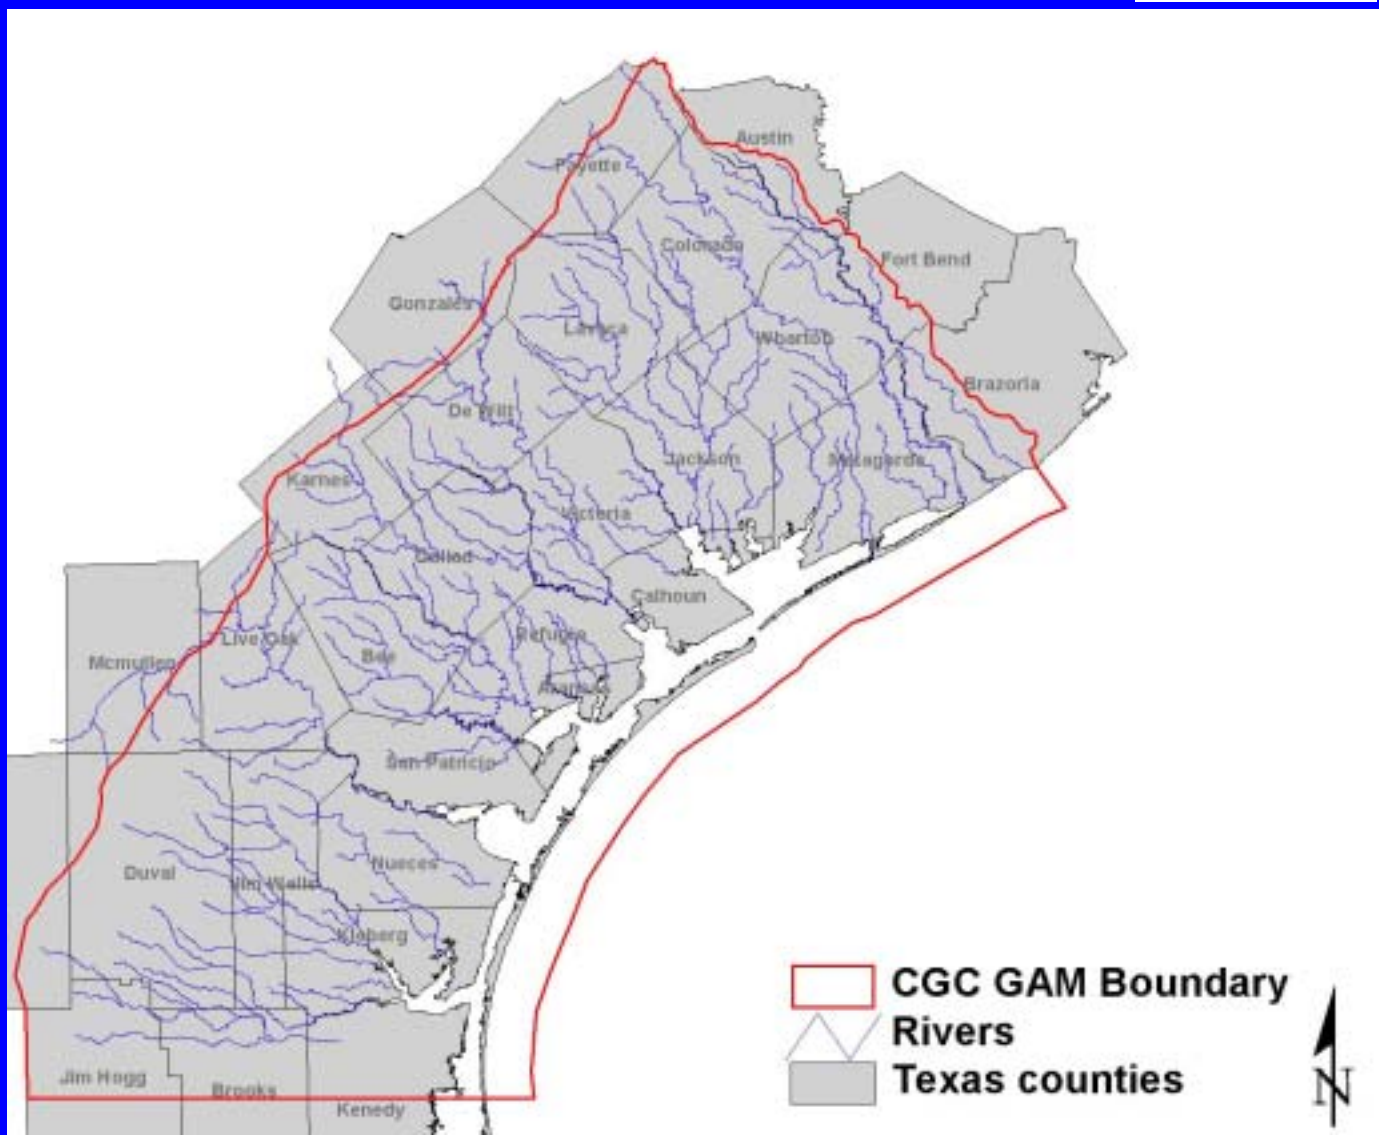 Austin
Fayette
Colorado
Fort Bend
Gonzales
Lavaca
Wharton
Brazoria
De Witt
Jackson
Matagorda
Karnes
Victoria
Goliad
Calhoun
Live Oak
Refugio
Bee
Mcmullen
Aransas
San Patricio
Nueces
Duval
Jim Wells
Kleberg
CGC GAM Boundary
Rivers
Texas counties
N
Jim Hogg
Brooks
Kenedy